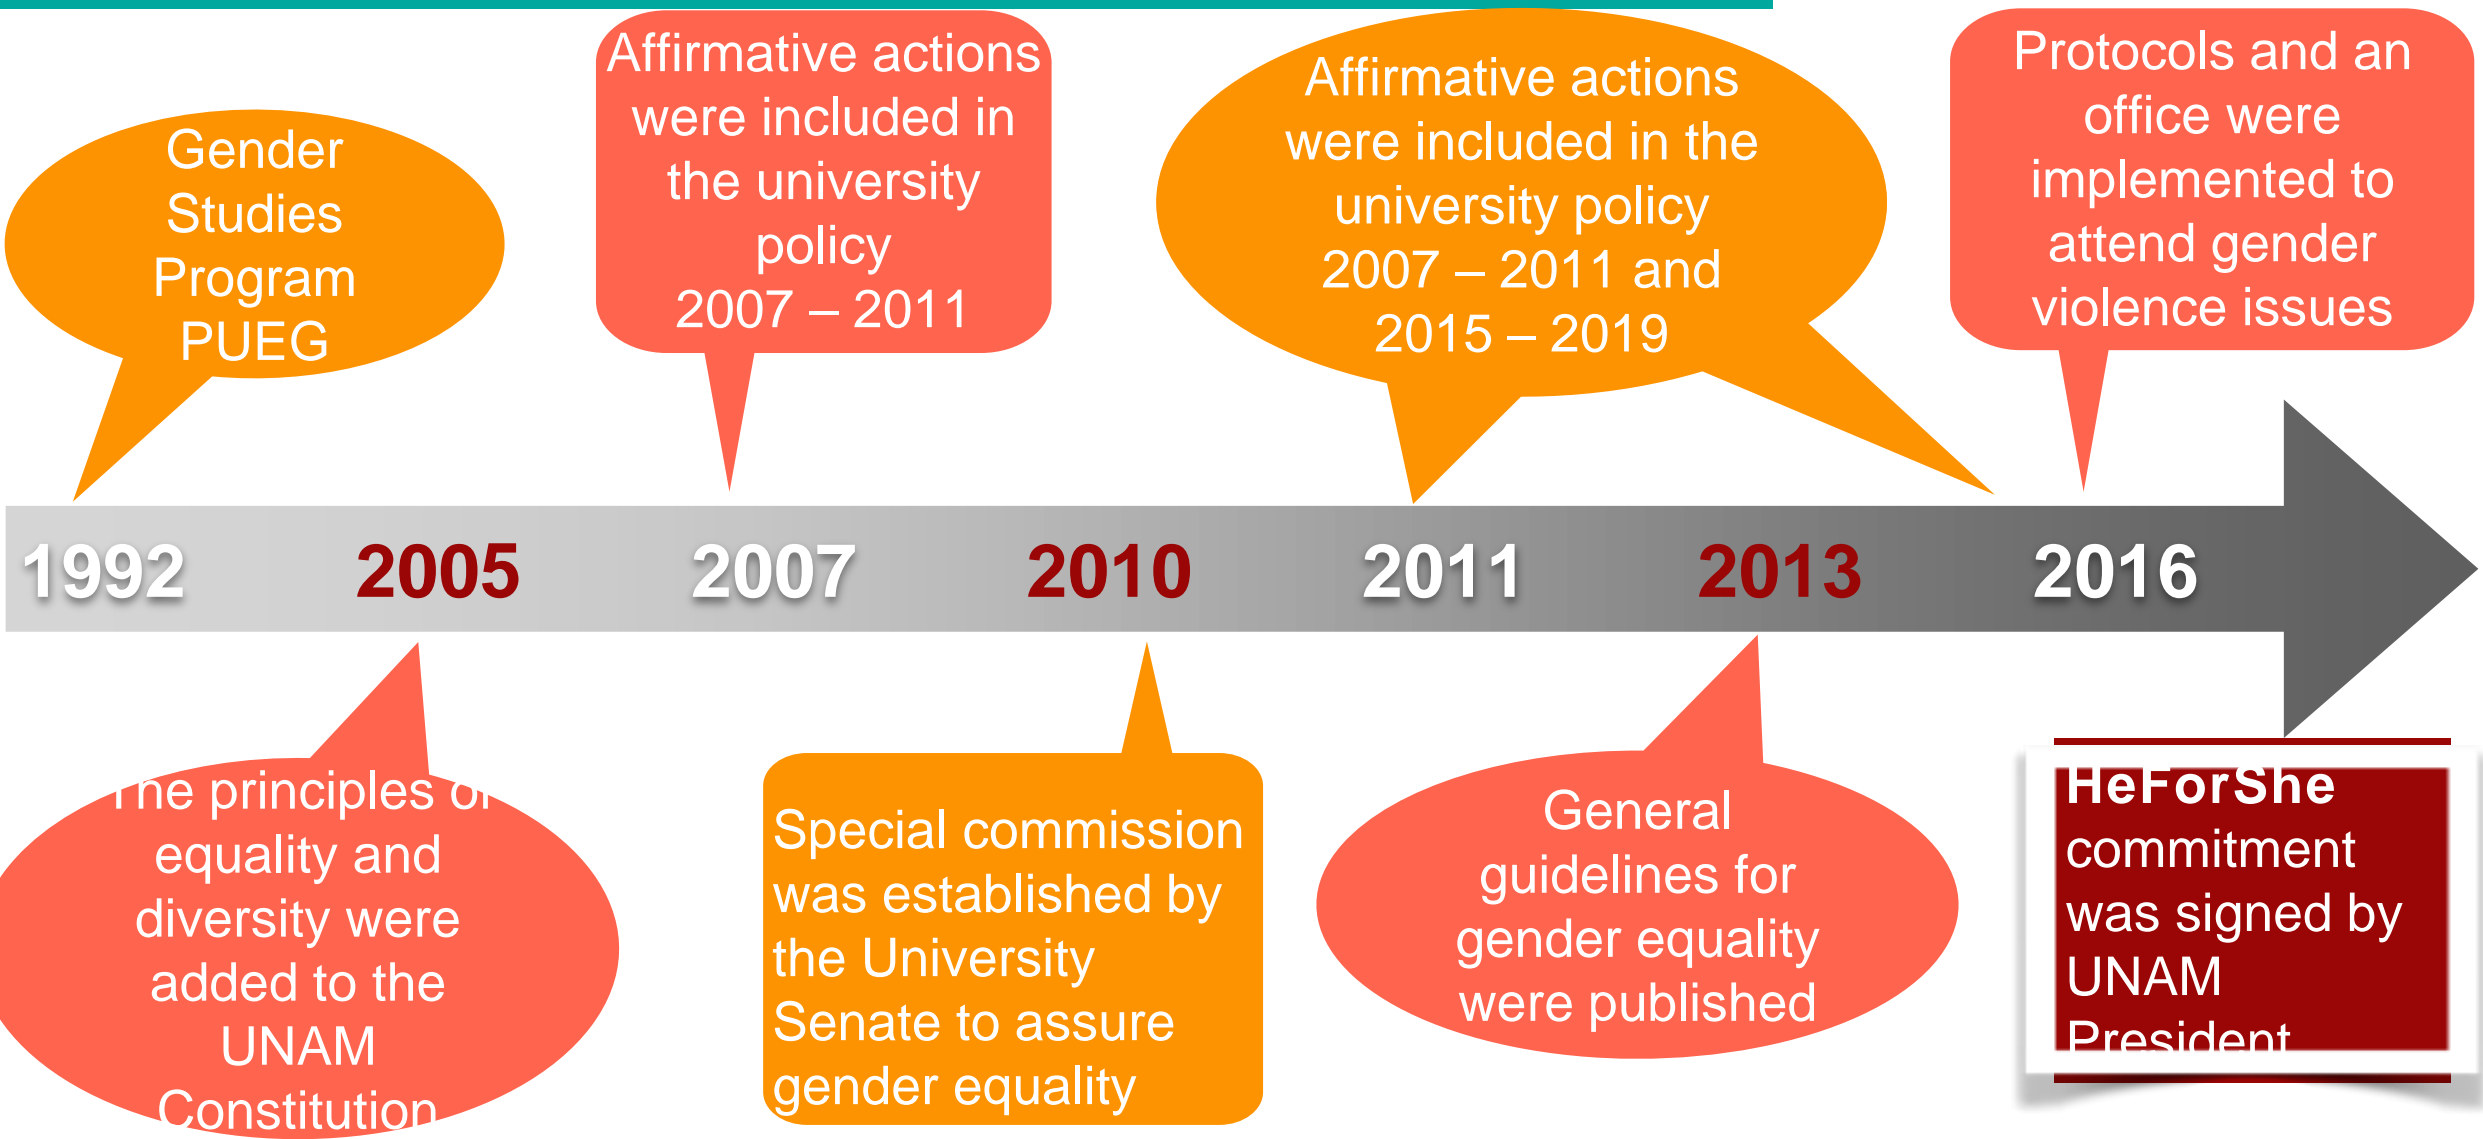 Gender
Studies
Program
PUEG
Affirmative actions
were included in
the university
policy
2007 – 2011
Affirmative actions
were included in the
university policy
2007 – 2011 and
2015 – 2019
Protocols and an
office were
implemented to
attend gender
violence issues
1992 2005 2007 2010 2011 2013 2016
The principles of
equality and
diversity were
added to the
UNAM
Constitution
Special commission
was established by
the University
Senate to assure
gender equality
General
guidelines for
gender equality
were published
HeForShe
commitment
was signed by
UNAM
President